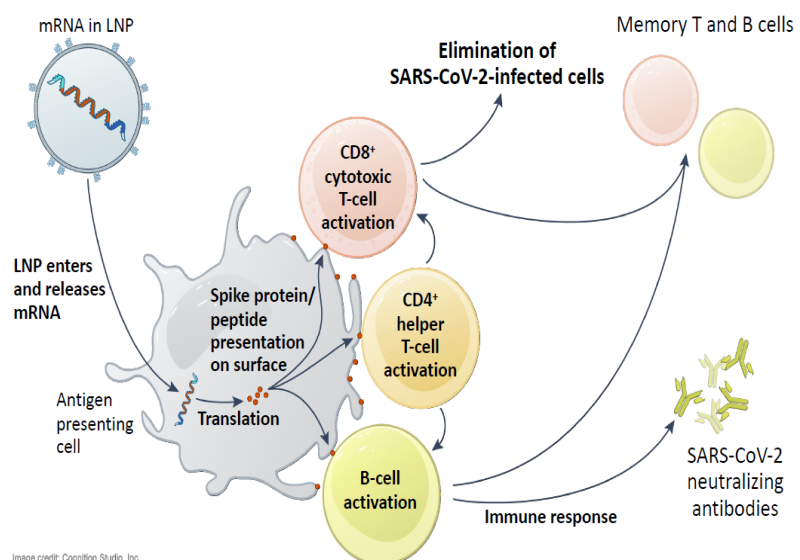 mRNA in LNP
Elimination of
SARS-CoV-2-infected cells
Memory T and B cells
CD8+
cytotoxic
T-cell
activation
LNP enters
and releases
mRNA
Spike protein/
peptide
presentation
on surface
CD4+
helper
T-cell
activation
Antigen
presenting
cell
Translation
B-cell
activation
Immune response
SARS-CoV-2
neutralizing
antibodies
Image credit: Cognition Studio, Inc.